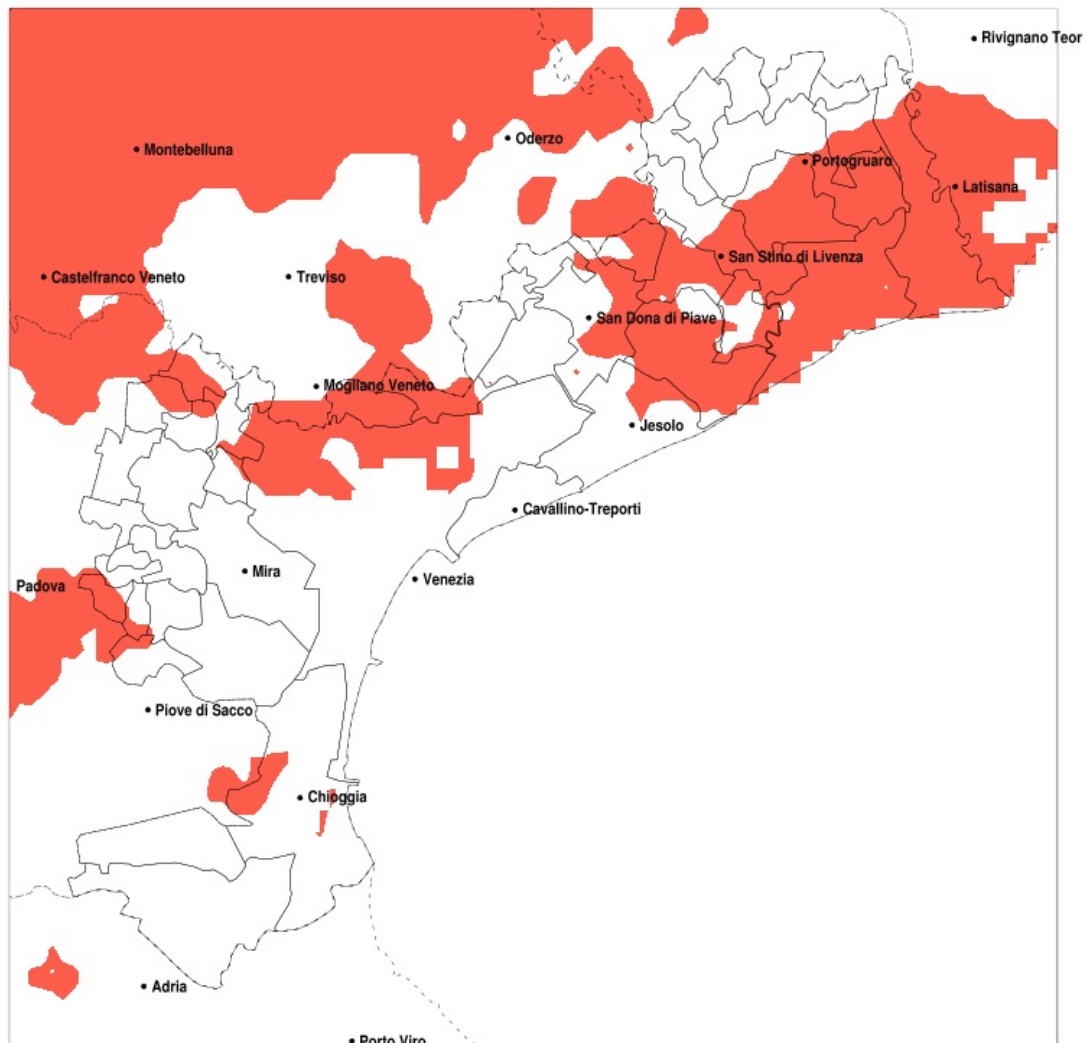 Rivignano Teor
Oderzo
Montebelluna
Portogruaro
Latisana
San Stino di Livenza
Castelfranco Veneto
Treviso
San Dona di Piave
Mogliano Veneto
Jesolo
Cavallino-Treporti
Mira
Venezia
Padova
Piove di Sacco
Chioggia
Adria
Porto Viro